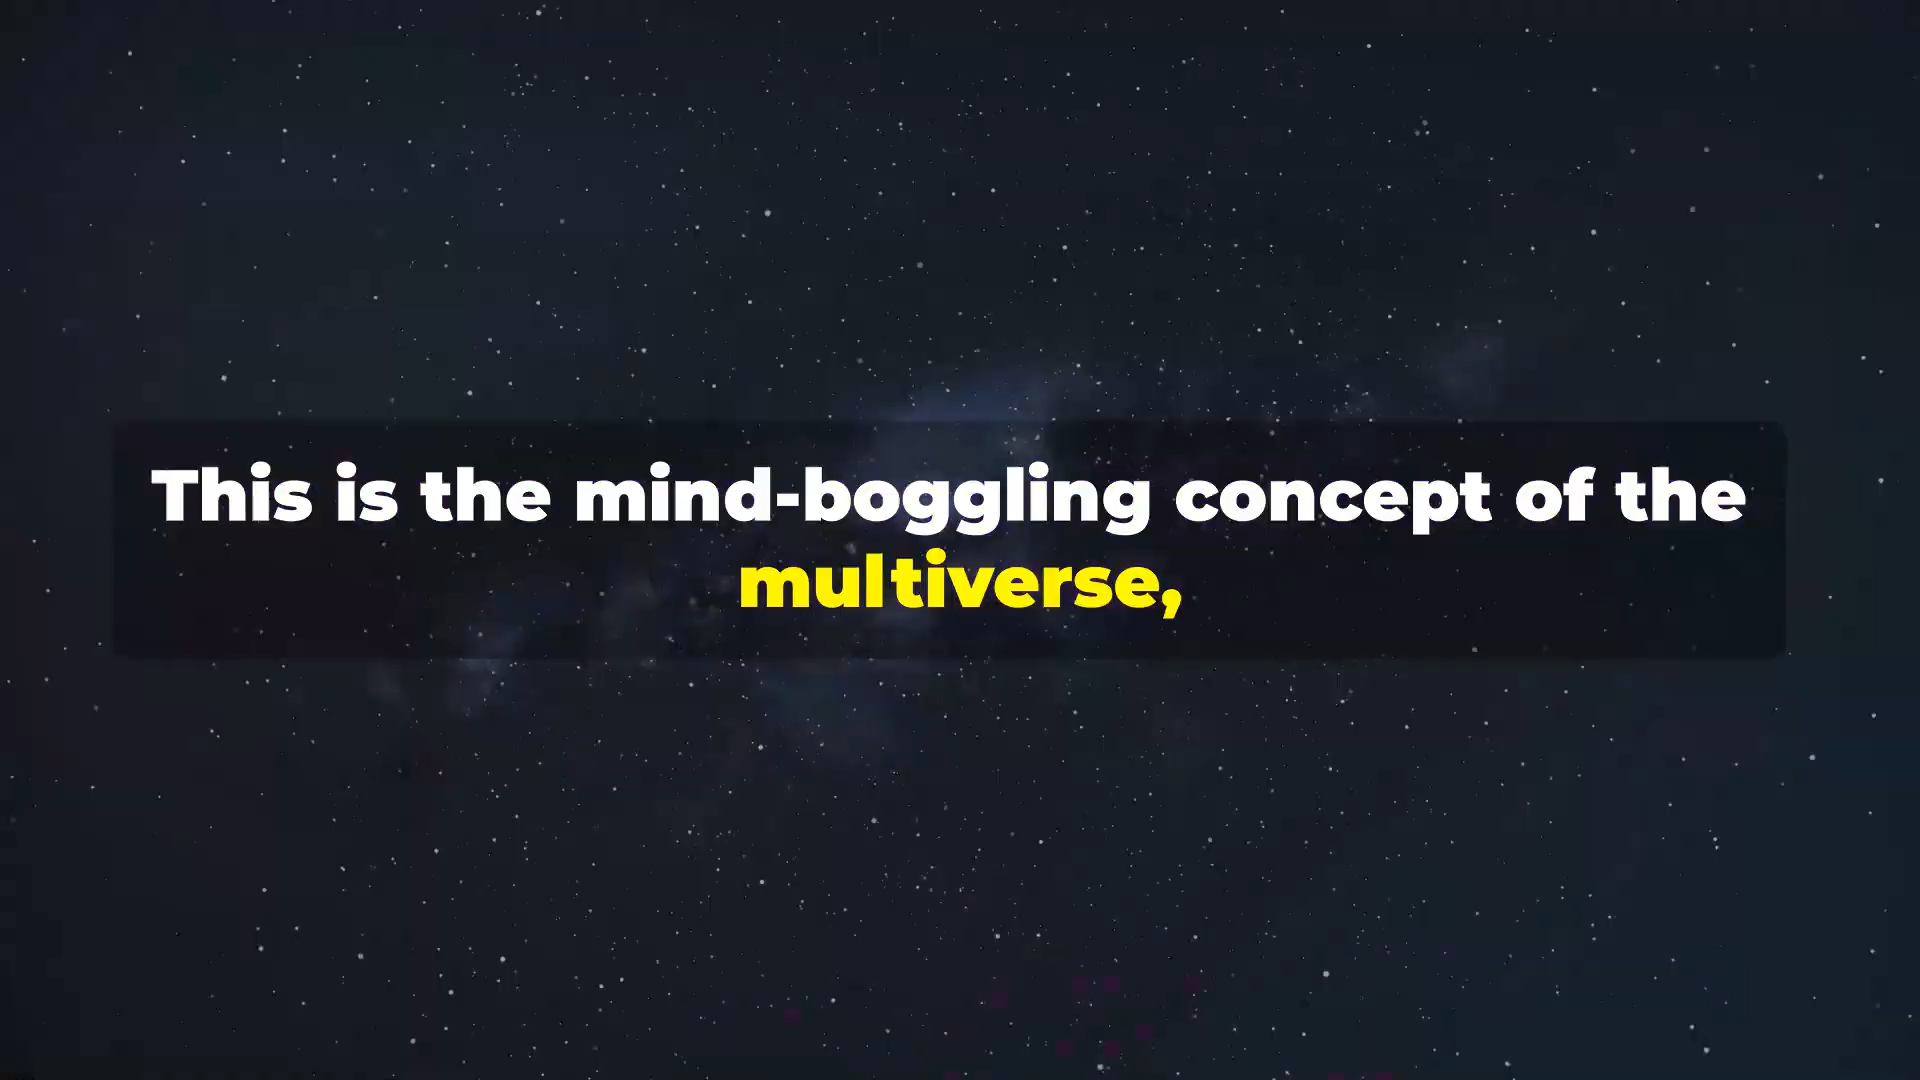 This is the mind-boggling concept of the
multiverse,